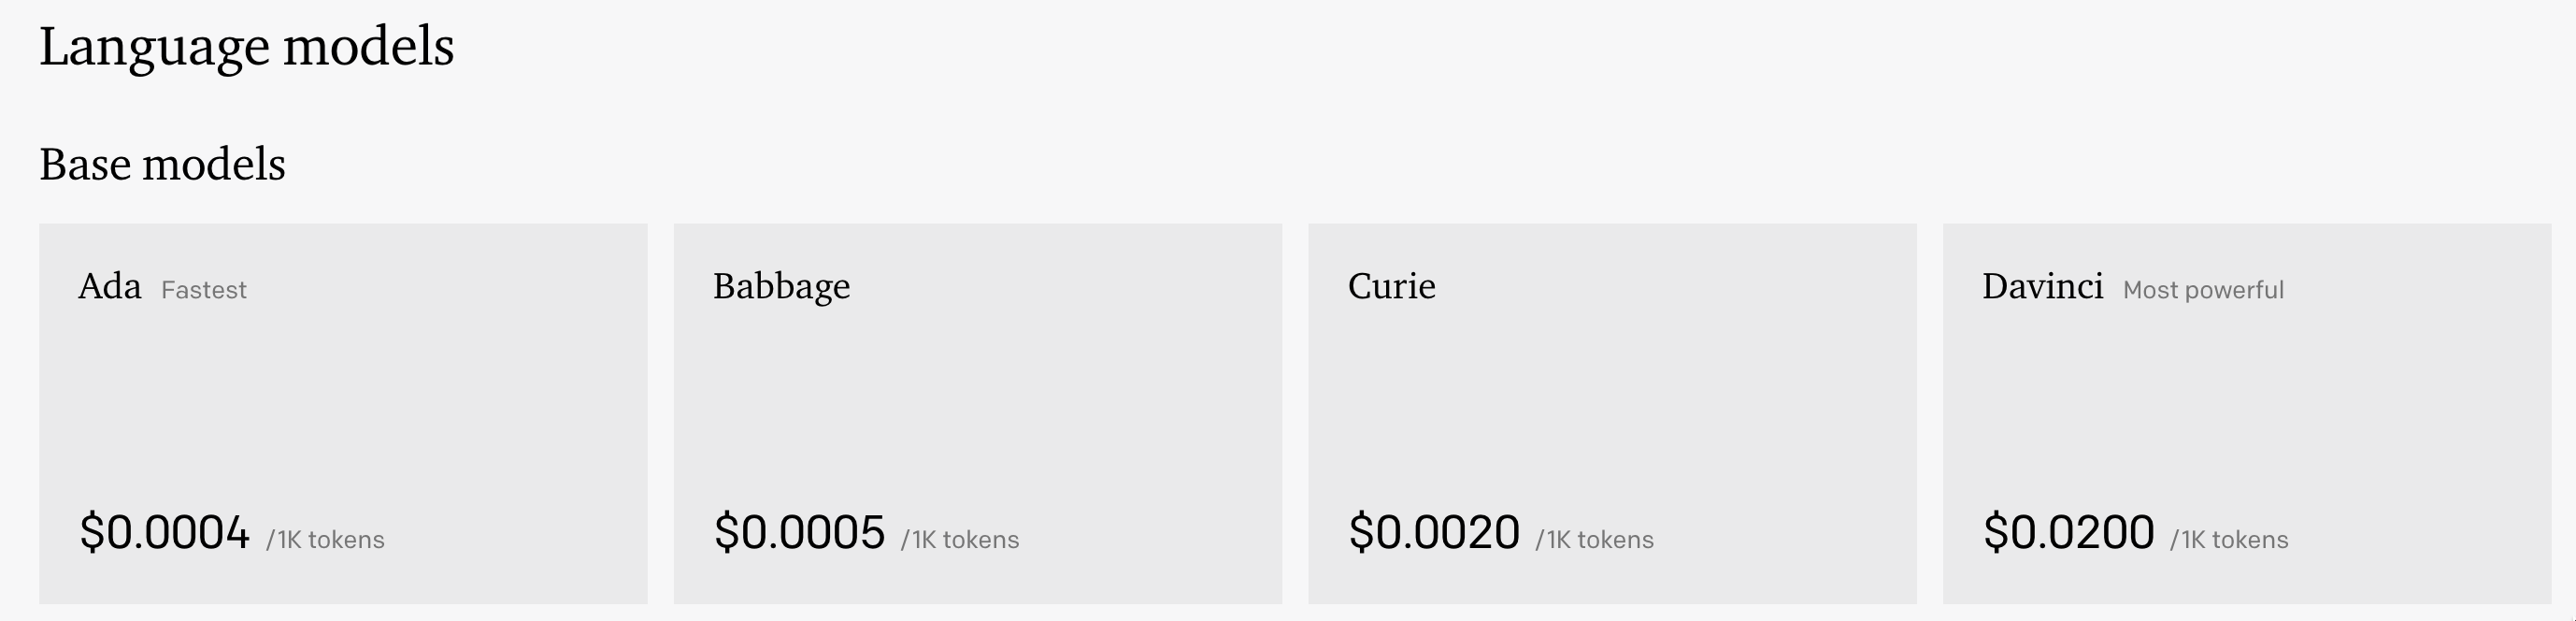 Language models
Base models
Ada Fastest
$0.0004 /1K tokens
Babbage
$0.0005 /1K tokens
Curie
$0.0020 /1K tokens
Davinci Most powerful
$0.0200 /1K tokens